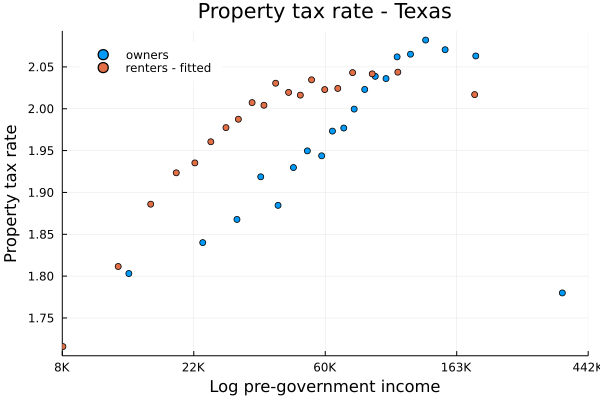 Property tax rate - Texas
owners
renters - fitted
Property tax rate
2.05
2.00
1.95
1.90
1.85
1.80
1.75
8K 22K 60K 163K 442K
Log pre-government income